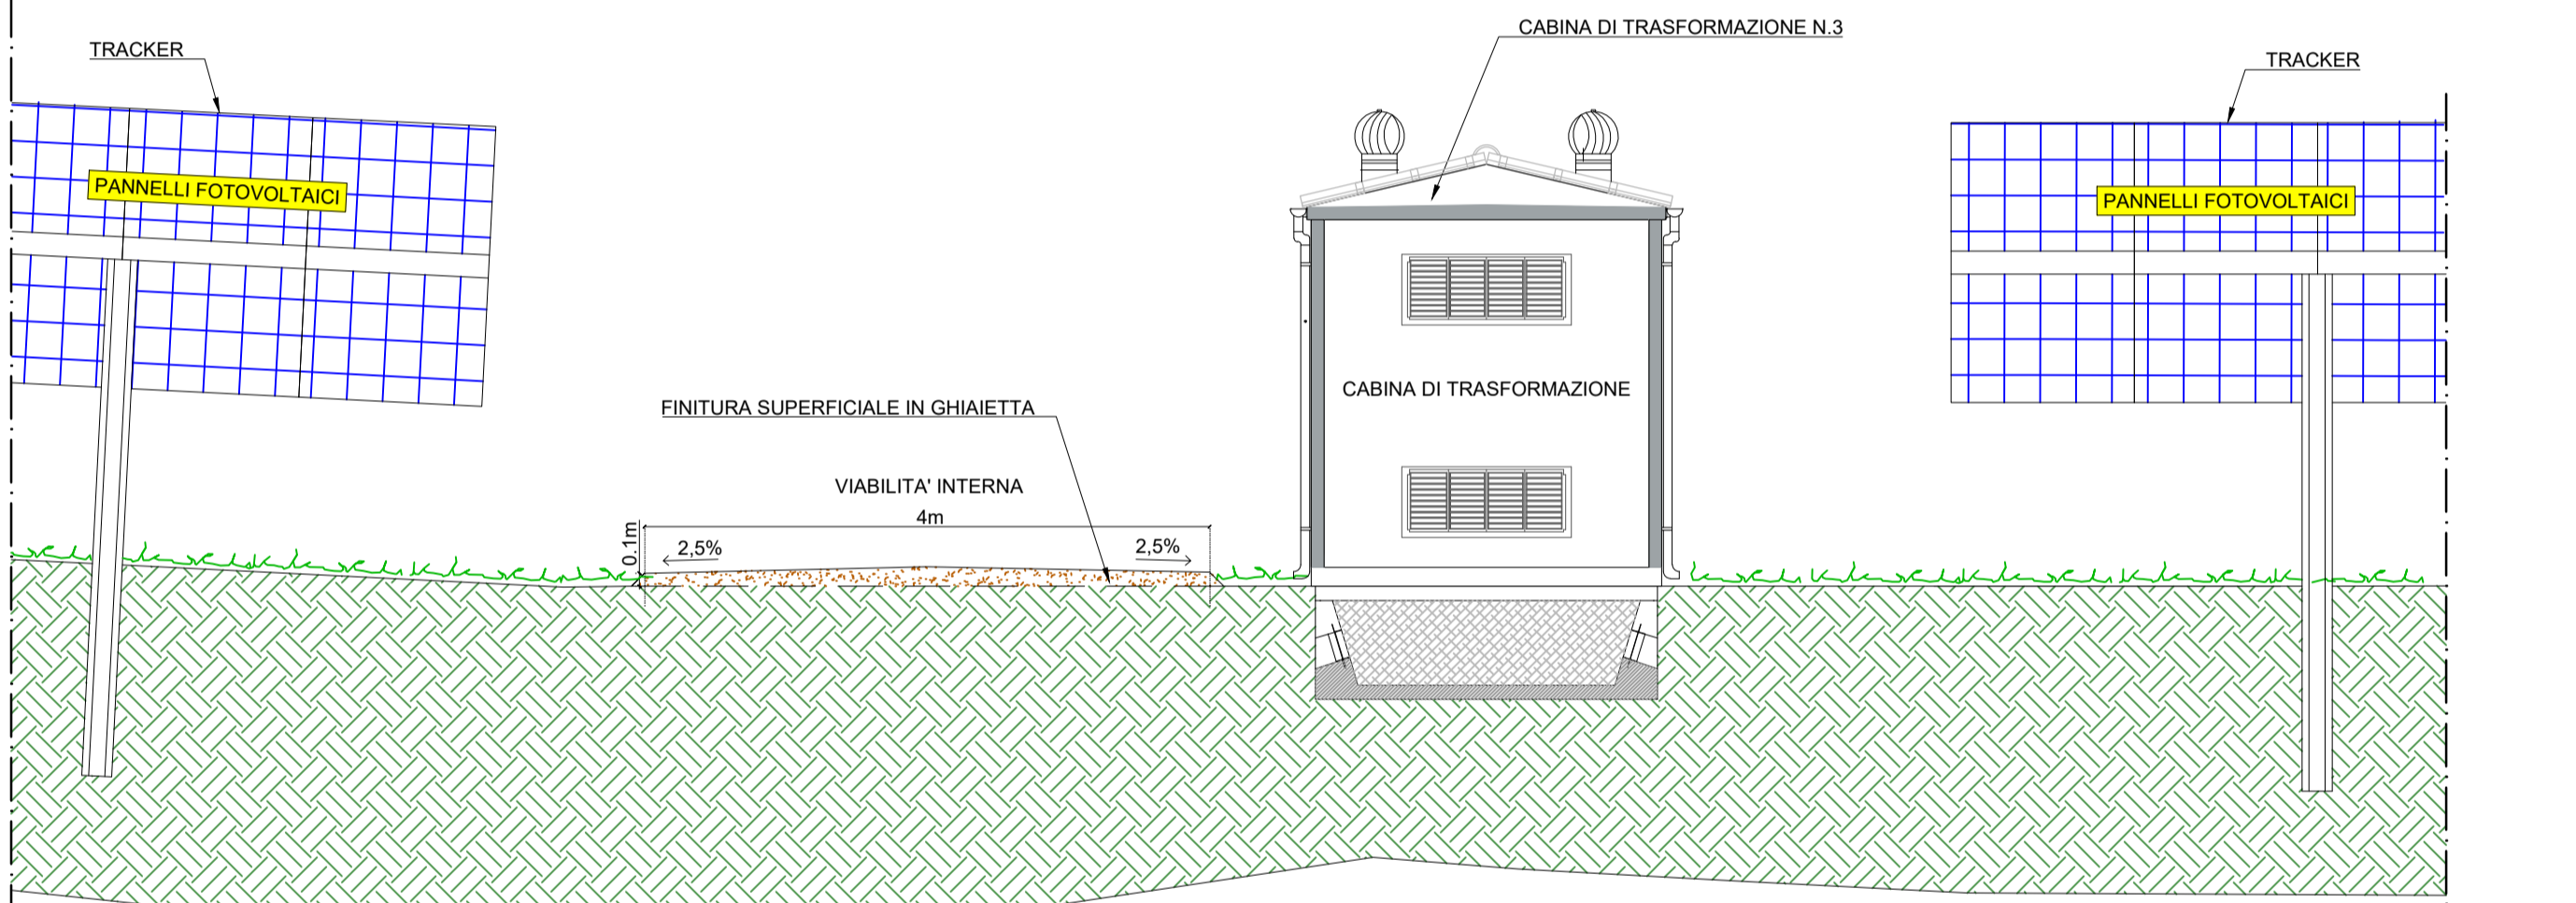 CABINA DI TRASFORMAZIONE N.3
TRACKER
TRACKER
PANNELLI FOTOVOLTAICI
PANNELLI FOTOVOLTAICI
CABINA DI TRASFORMAZIONE
FINITURA SUPERFICIALE IN GHIAIETTA
VIABILITA' INTERNA
4m
0.1m
2,5%
2,5%